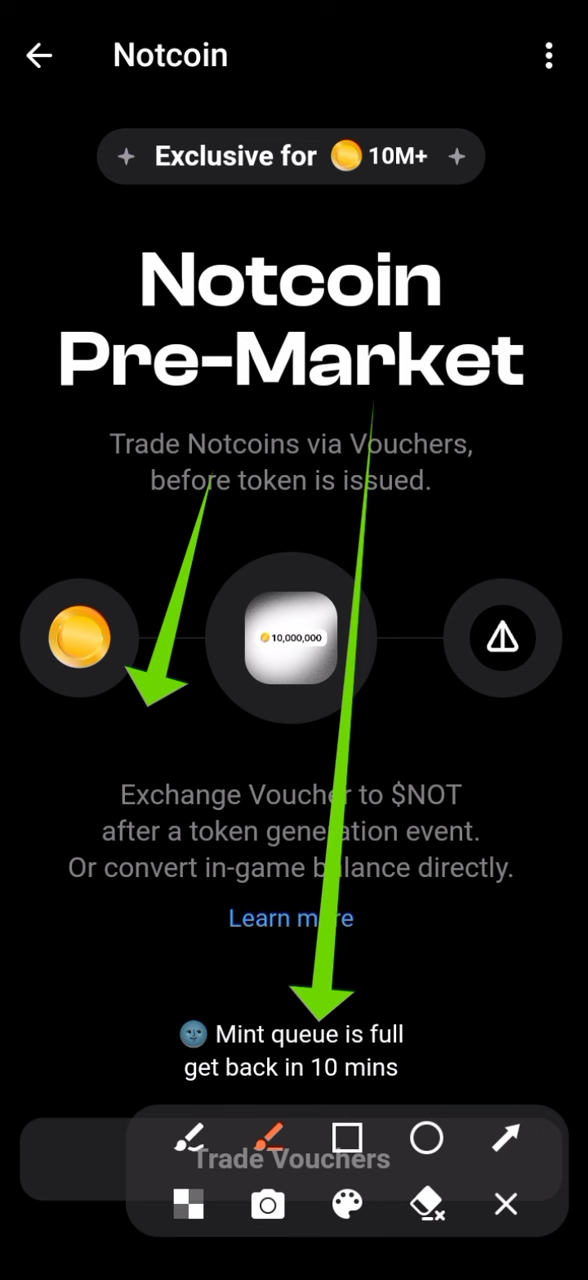 Notcoin
Exclusive for 10M+
Notcoin
Pre-Market
Trade Notcoins via Vouchers,
before token is issued.
10,000,000
Exchange Voucher to $NOT
after a token generation event.
Or convert in-game balance directly.
Learn more
🌚 Mint queue is full
get back in 10 mins
Trade Vouchers